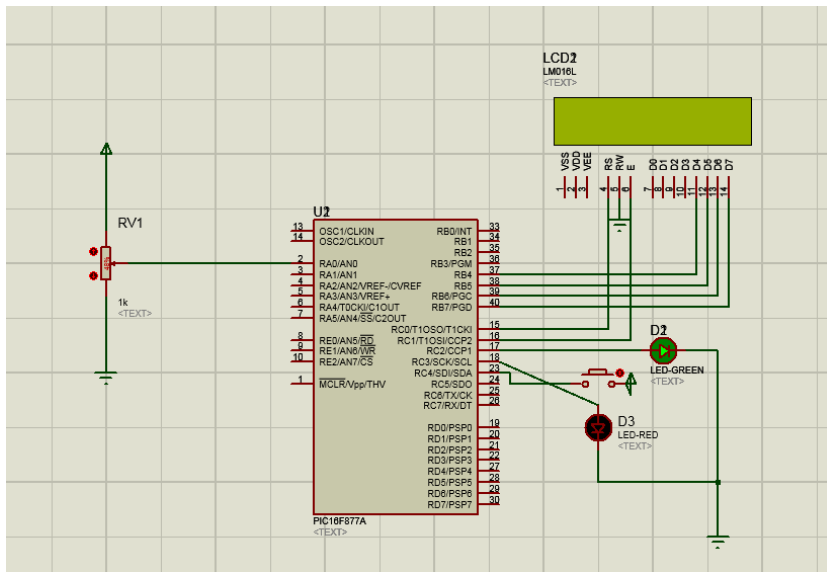 LCD2
LM016L
<TEXT>
VSS
VDD
VEE
RS
RW
E
D0
D1
D2
D3
D4
D5
D6
D7
1
2
3
4
5
6
7
8
9
10
11
12
13
14
RV1
48%
1k
<TEXT>
U2
13 OSC1/CLKIN RB0/INT 33
14 OSC2/CLKOUT RB1 34
RB2 35
2 RA0/AN0 RB3/PGM 36
3 RA1/AN1 RB4 37
4 RA2/AN2/VREF-/CVREF RB5 38
5 RA3/AN3/VREF+ RB6/PGC 39
6 RA4/T0CKI/C1OUT RB7/PGD 40
7 RA5/AN4/SS/C2OUT
RC0/T1OSO/T1CKI 15
8 RE0/AN5/RD RC1/T1OSI/CCP2 16
9 RE1/AN6/WR RC2/CCP1 17
10 RE2/AN7/CS RC3/SCK/SCL 18
RC4/SDI/SDA 23
1 MCLR/Vpp/THV RC5/SDO 24
RC6/TX/CK 25
RC7/RX/DT 26
RD0/PSP0 19
RD1/PSP1 20
RD2/PSP2 21
RD3/PSP3 22
RD4/PSP4 27
RD5/PSP5 28
RD6/PSP6 29
RD7/PSP7 30
PIC16F877A
<TEXT>
LED-GREEN
<TEXT>
D3
LED-RED
<TEXT>